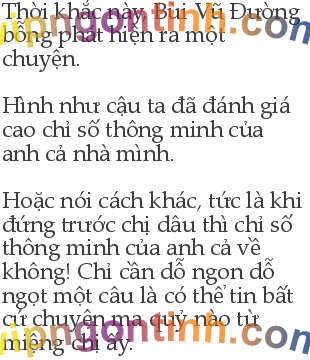 Thời khắc này, Bùi Vũ Đường
bỗng phát hiện ra một
chuyện.
Hình như cậu ta đã đánh giá
cao chỉ số thông minh của
anh cả nhà mình.
Hoặc nói cách khác, tức là khi
đứng trước chị dâu thì chỉ số
thông minh của anh cả về
không! Chỉ cần dỗ ngon dỗ
ngọt một câu là có thể tin bất
cứ chuyện ma quỷ nào từ
miệng chị ấy.
vipngontinh.com
vipngontinh.com